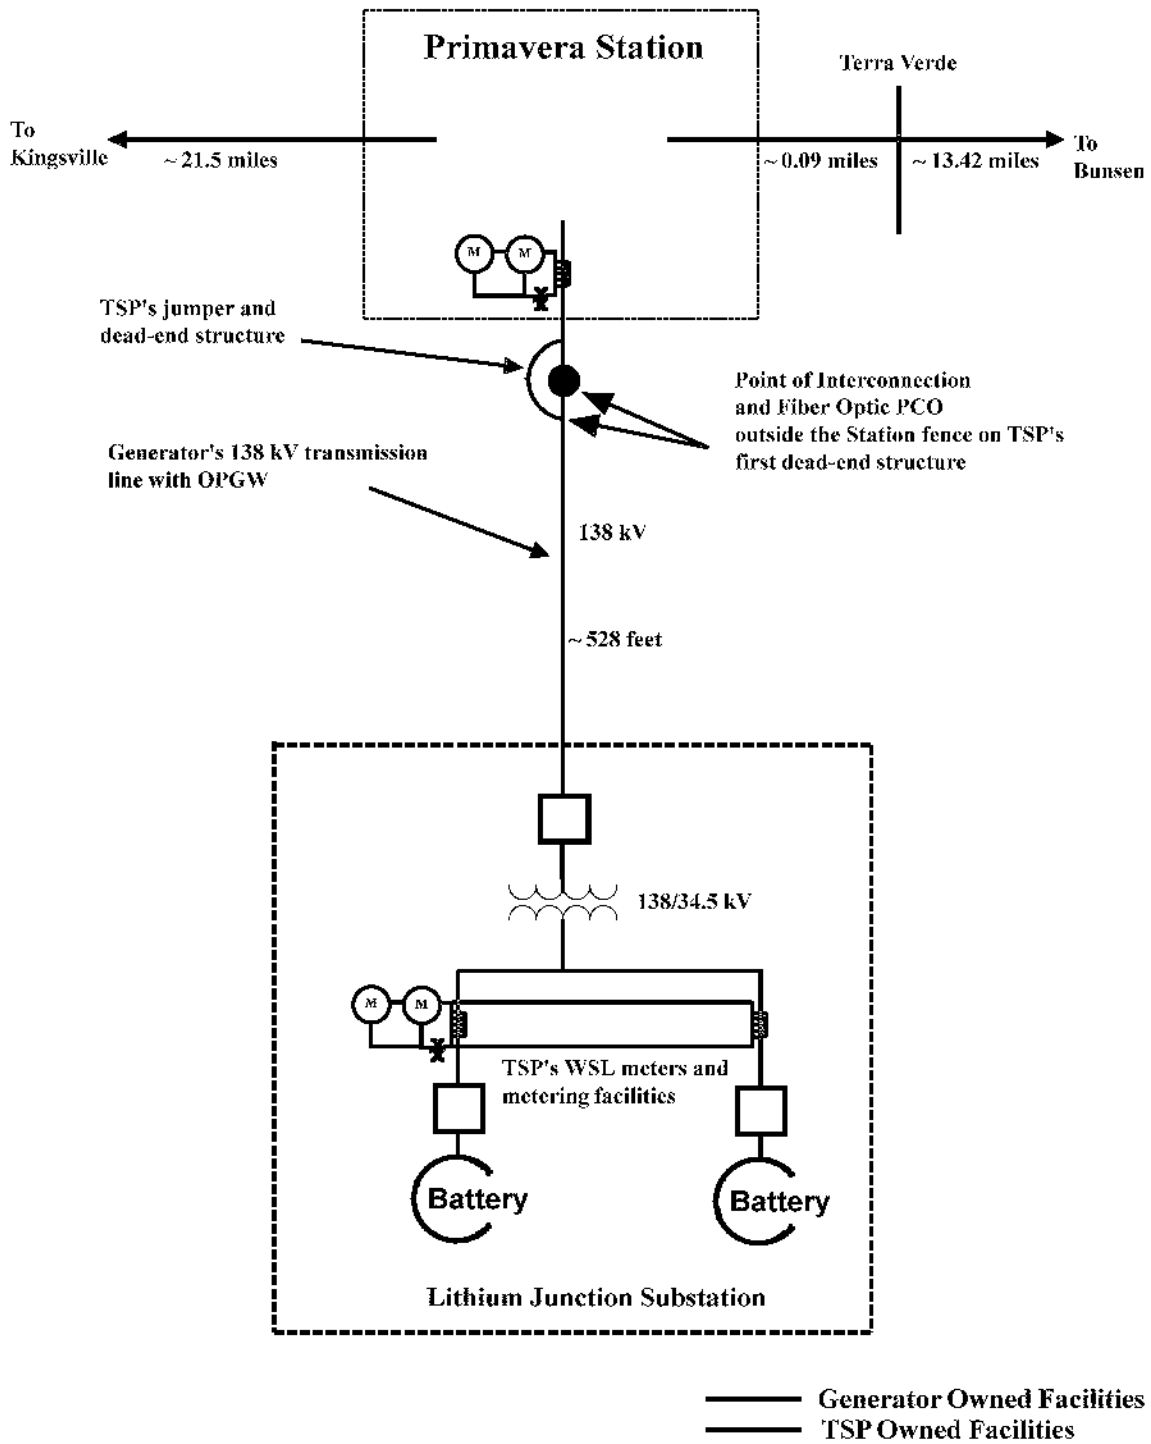 Primavera Station
Terra Verde
To
Kingsville
~ 21.5 miles
~ 0.09 miles
~ 13.42 miles
To
Bunsen
M
M
TSP's jumper and
dead-end structure
Point of Interconnection
and Fiber Optic PCO
outside the Station fence on TSP's
first dead-end structure
Generator's 138 kV transmission
line with OPGW
138 kV
~ 528 feet
138/34.5 kV
M
M
TSP's WSL meters and
metering facilities
Battery
Battery
Lithium Junction Substation
Generator Owned Facilities
TSP Owned Facilities